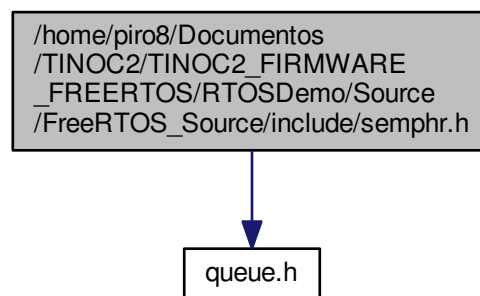 /home/piro8/Documentos
/TINOC2/TINOC2_FIRMWARE
_FREERTOS/RTOSDemo/Source
/FreeRTOS_Source/include/semphr.h
queue.h